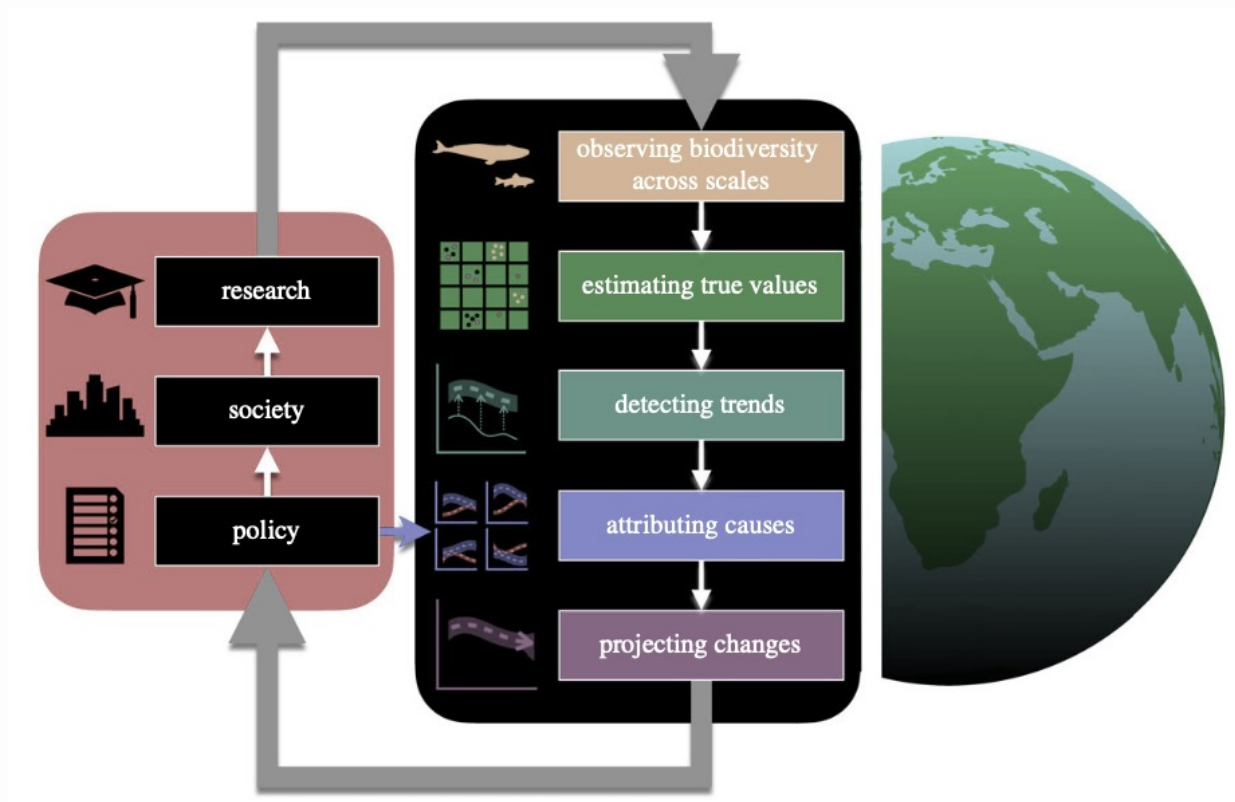 observing biodiversity
across scales
estimating true values
detecting trends
attributing causes
projecting changes
research
society
policy